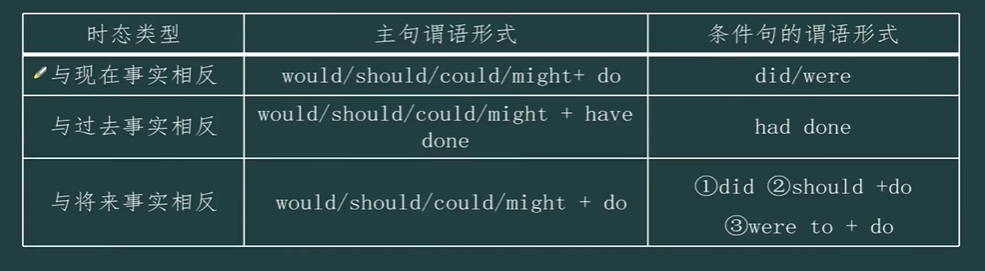 时态类型 主句谓语形式 条件句的谓语形式
与现在事实相反 would/should/could/might+ do did/were
与过去事实相反 would/should/could/might + have done had done
与将来事实相反 would/should/could/might + do ①did ②should +do
③were to + do